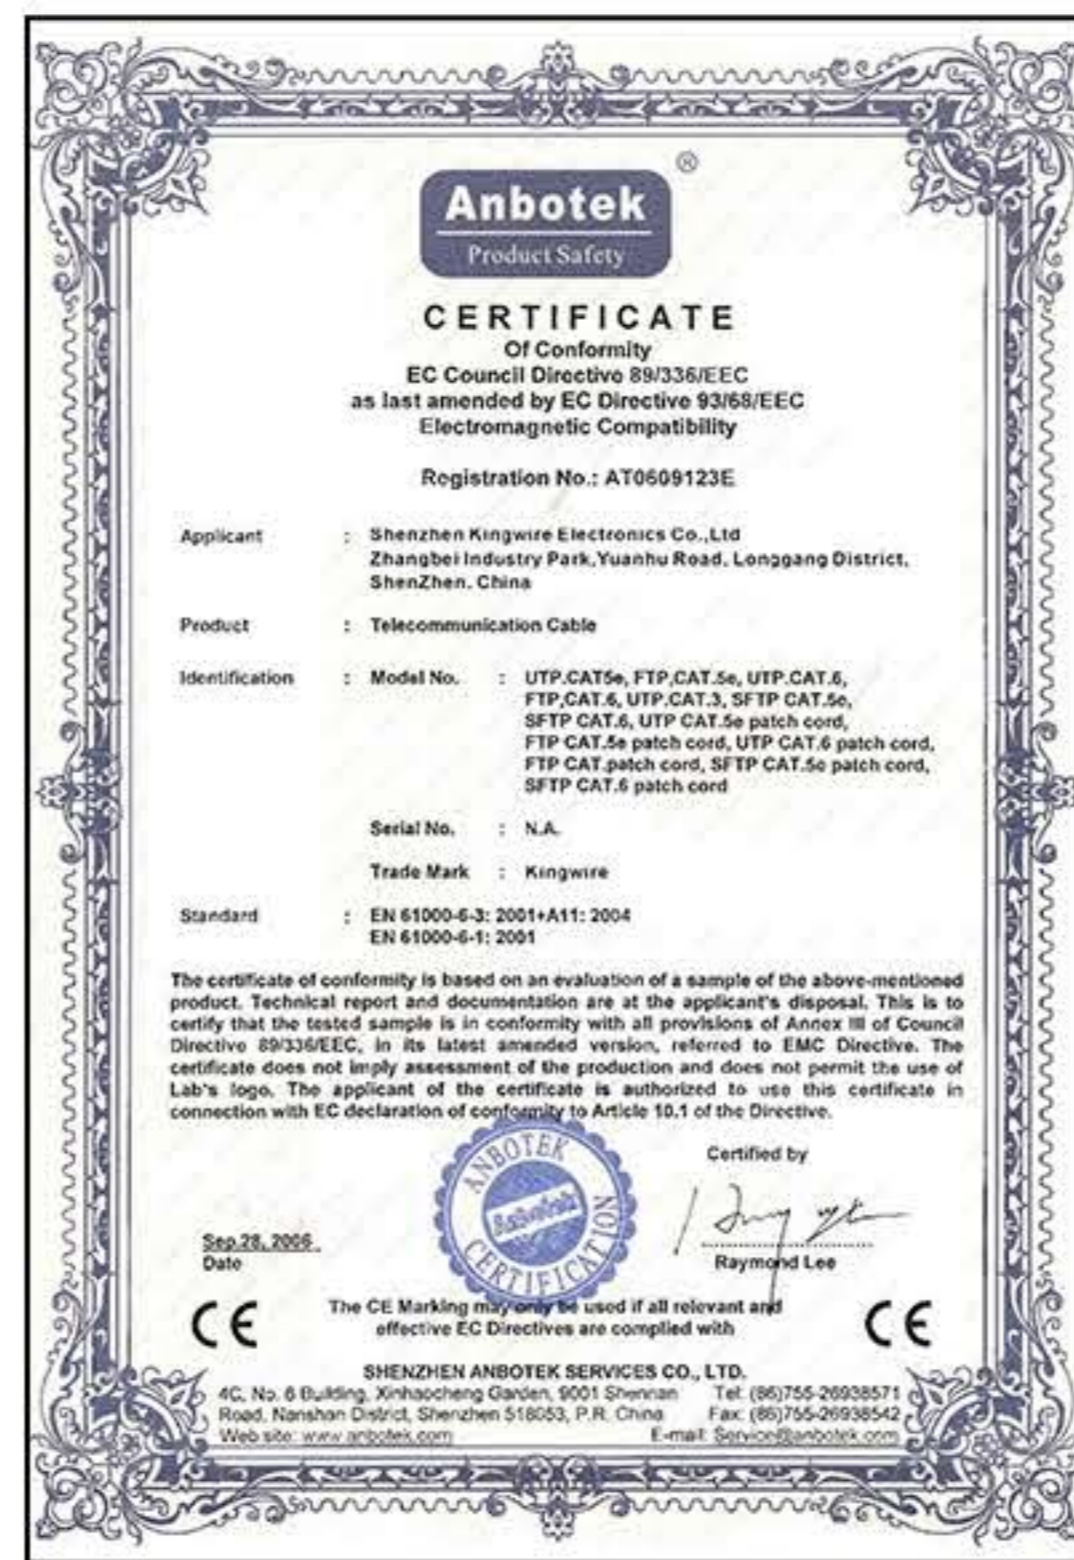 ®
Anbotek
Product Safety
CERTIFICATE
Of Conformity
EC Council Directive 89/336/EEC
as last amended by EC Directive 93/68/EEC
Electromagnetic Compatibility
Registration No.: AT0609123E
Applicant : Shenzhen Kingwire Electronics Co.,Ltd
Zhangbei Industry Park,Yuanhu Road, Longgang District,
ShenZhen. China
Product : Telecommunication Cable
Identification : Model No. : UTP.CAT5e, FTP,CAT.5e, UTP.CAT.6,
FTP,CAT.6, UTP.CAT.3, SFTP CAT.5e,
SFTP CAT.6, UTP CAT.5e patch cord,
FTP CAT.5e patch cord, UTP CAT.6 patch cord,
FTP CAT.patch cord, SFTP CAT.5e patch cord,
SFTP CAT.6 patch cord
Serial No. : N.A.
Trade Mark : Kingwire
Standard : EN 61000-6-3: 2001+A11: 2004
EN 61000-6-1: 2001
The certificate of conformity is based on an evaluation of a sample of the above-mentioned
product. Technical report and documentation are at the applicant's disposal. This is to
certify that the tested sample is in conformity with all provisions of Annex III of Council
Directive 89/336/EEC, in its latest amended version, referred to EMC Directive. The
certificate does not imply assessment of the production and does not permit the use of
Lab's logo. The applicant of the certificate is authorized to use this certificate in
connection with EC declaration of conformity to Article 10.1 of the Directive.
ANBOTEK
Anbotek
CERTIFICATION
Certified by
Sep.28, 2006
Date
Raymond Lee
CE
The CE Marking may only be used if all relevant and
effective EC Directives are complied with
CE
SHENZHEN ANBOTEK SERVICES CO., LTD.
4C, No. 6 Building, Xinhaocheng Garden, 9001 Shennan Tel: (86)755-26938571
Road, Nanshan District, Shenzhen 518053, P.R. China Fax: (86)755-26938542
Web site: www.anbotek.com E-mail: Service@anbotek.com